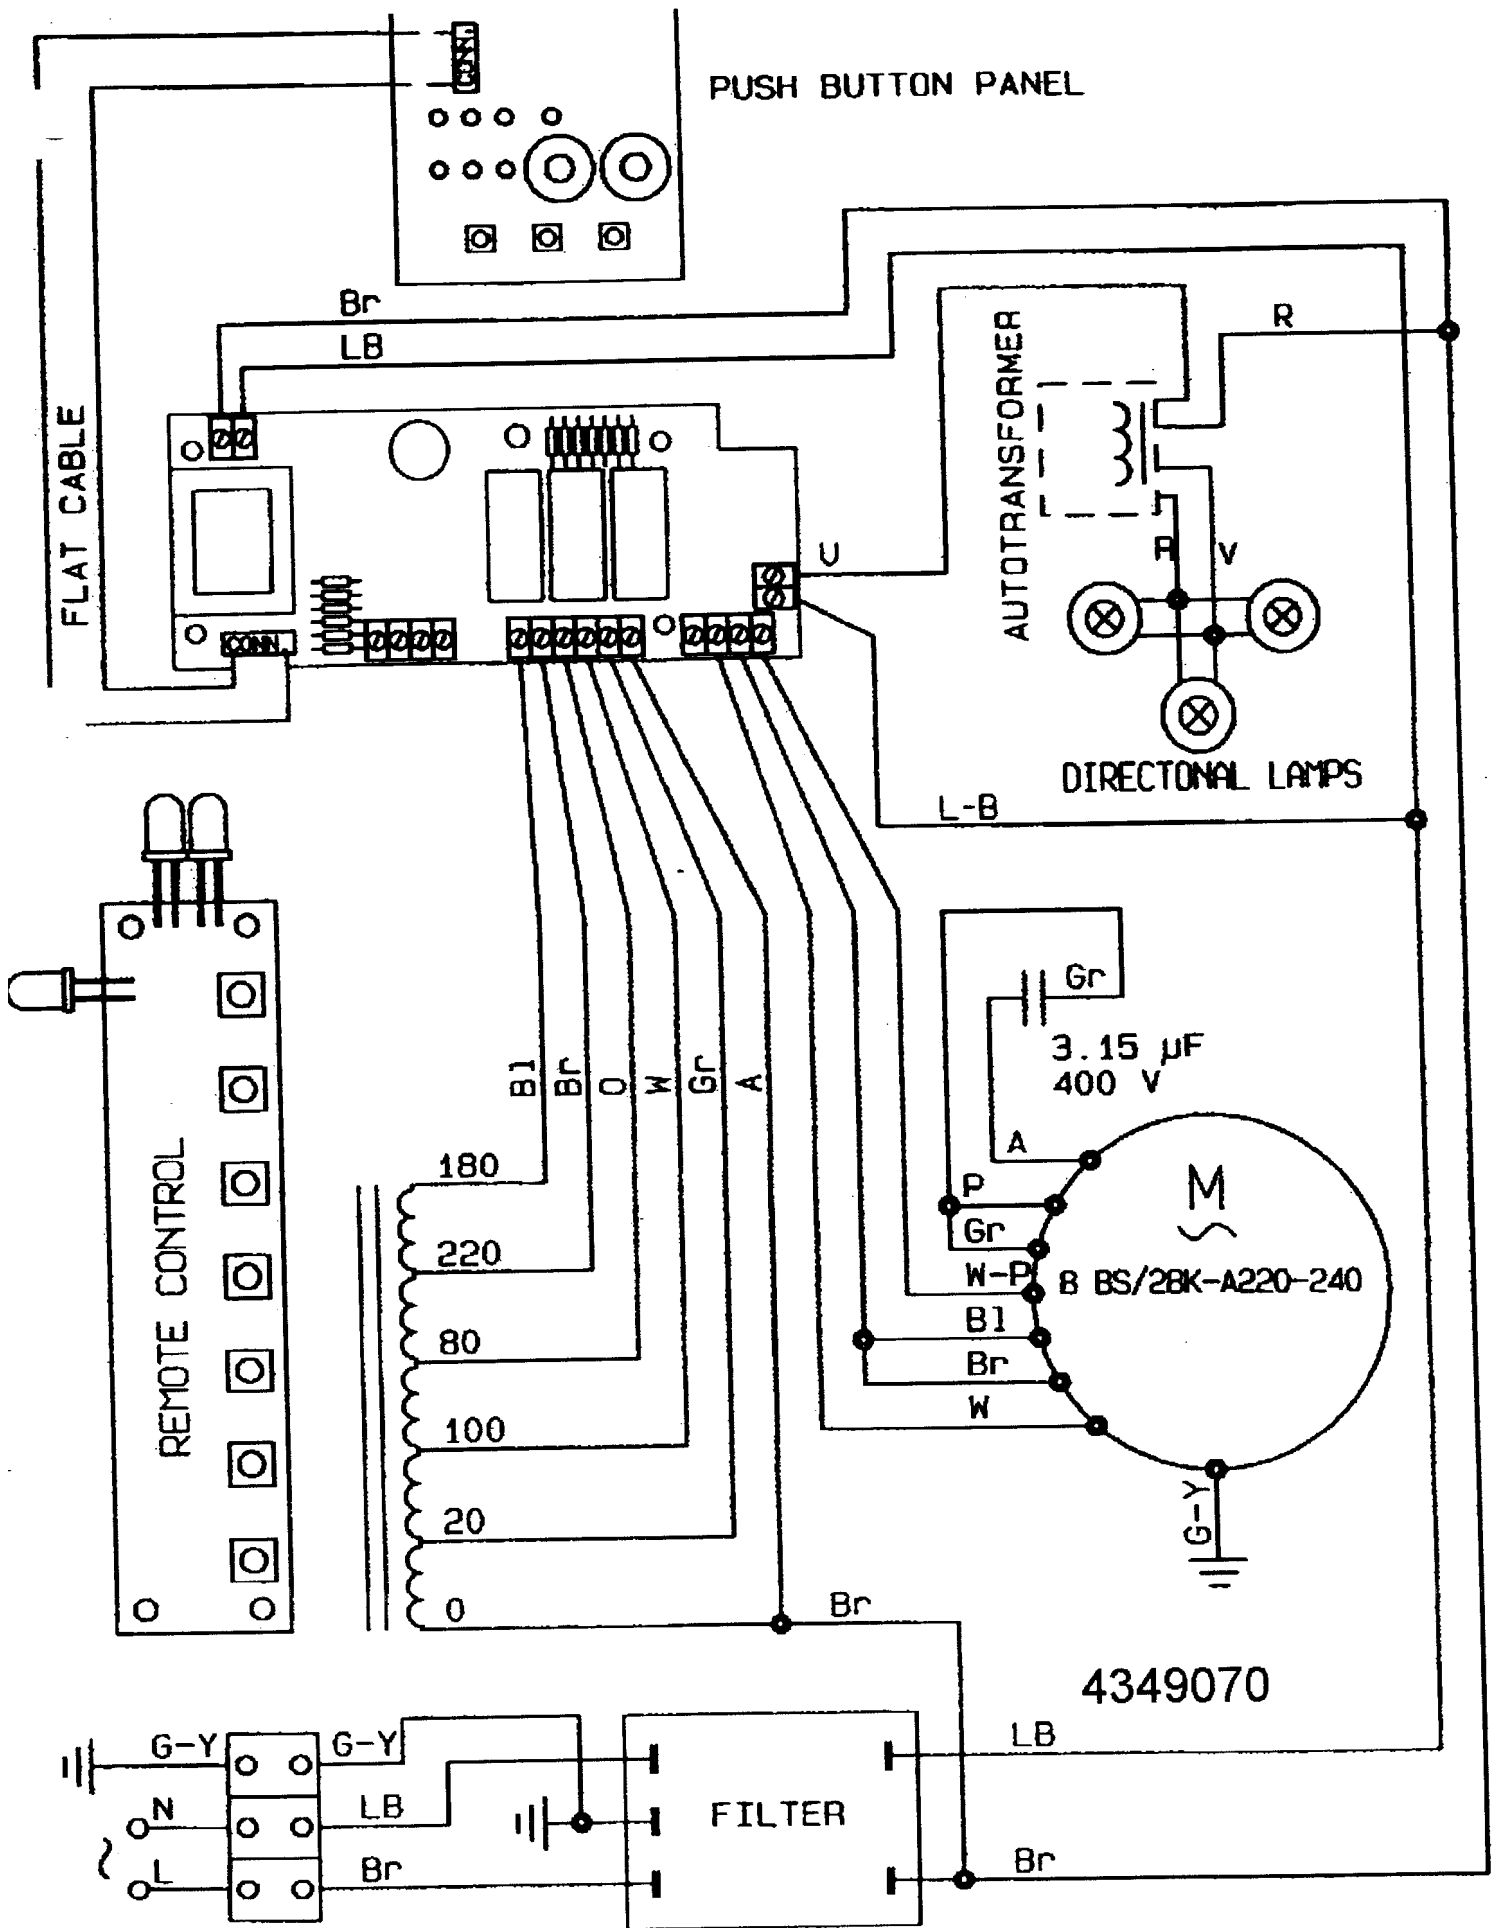 CONN
PUSH BUTTON PANEL
Br
LB
R
FLAT CABLE
AUTOTRANSFORMER
V
CONN
R
V
DIRECTONAL LAMPS
L-B
Gr
3.15 µF
400 V
Bl
Br
O
W
Gr
A
A
P
Gr
W-P
Bl
Br
W
M
8 BS/28K-A220-240
REMOTE CONTROL
180
220
80
100
20
0
G-Y
Br
4349070
G-Y
G-Y
LB
N
LB
FILTER
L
Br
Br